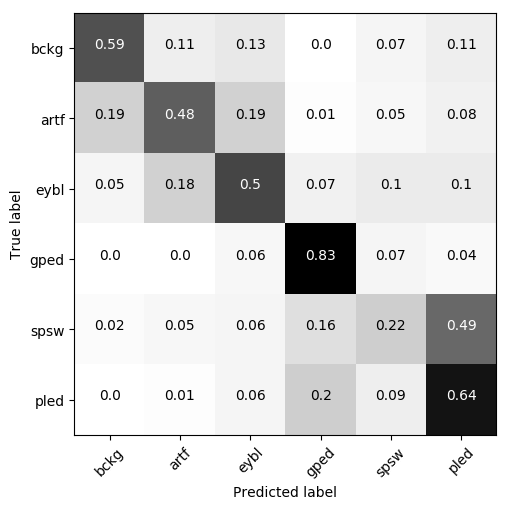 bckg 0.59 0.11 0.13 0.0 0.07 0.11
artf 0.19 0.48 0.19 0.01 0.05 0.08
eybl 0.05 0.18 0.5 0.07 0.1 0.1
gped 0.0 0.0 0.06 0.83 0.07 0.04
spsw 0.02 0.05 0.06 0.16 0.22 0.49
pled 0.0 0.01 0.06 0.2 0.09 0.64
True label
bckg artf eybl gped spsw pled
Predicted label